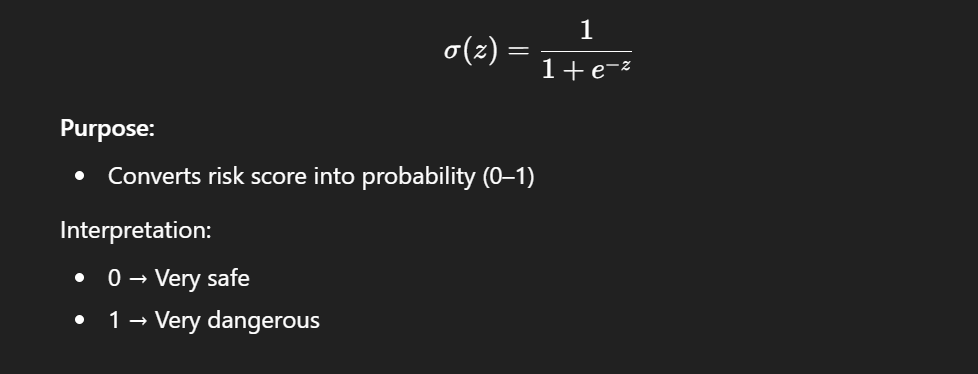 σ(z) = 1 / (1 + e^{-z})
Purpose:
• Converts risk score into probability (0–1)
Interpretation:
• 0 → Very safe
• 1 → Very dangerous